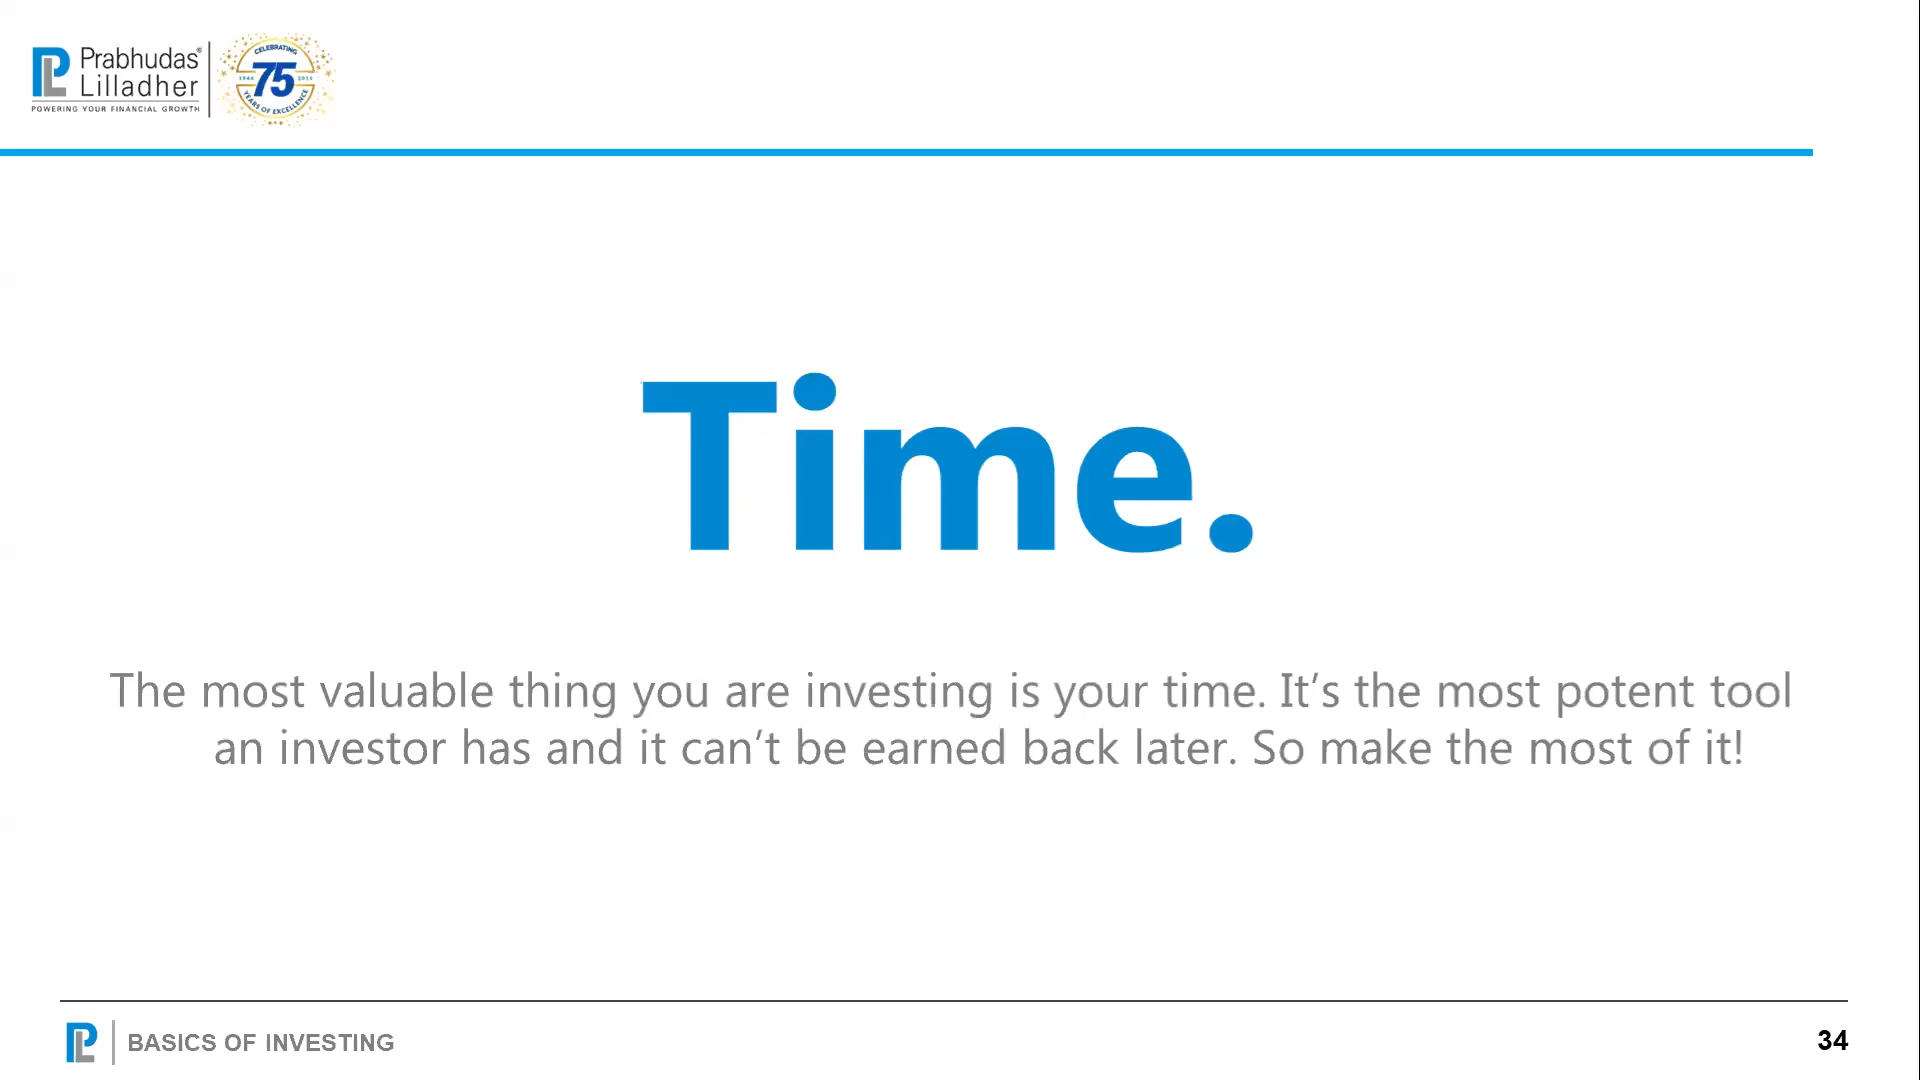 Prabhudas®
Lilladher
POWERING YOUR FINANCIAL GROWTH
CELEBRATING
75
YEARS OF EXCELLENCE
Time.
The most valuable thing you are investing is your time. It’s the most potent tool
an investor has and it can’t be earned back later. So make the most of it!
PL
BASICS OF INVESTING
34